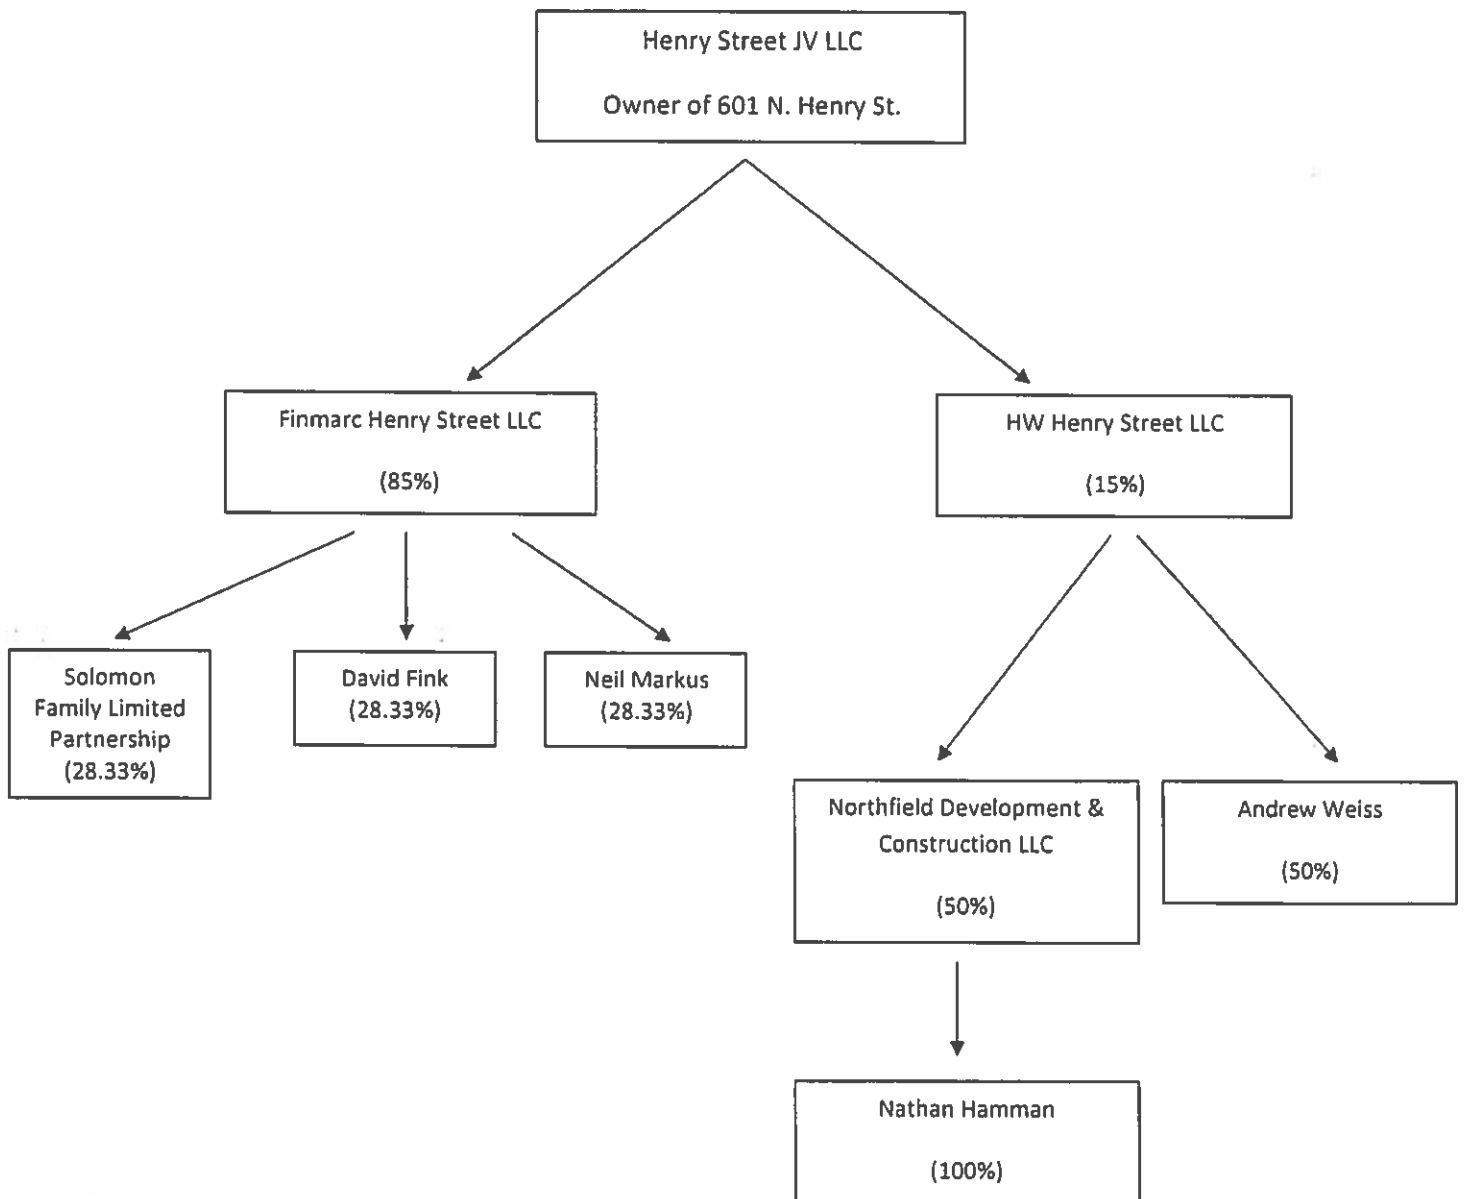 Henry Street JV LLC
Owner of 601 N. Henry St.
Finmarc Henry Street LLC
(85%)
HW Henry Street LLC
(15%)
Solomon
Family Limited
Partnership
(28.33%)
David Fink
(28.33%)
Neil Markus
(28.33%)
Northfield Development &
Construction LLC
(50%)
Andrew Weiss
(50%)
Nathan Hamman
(100%)